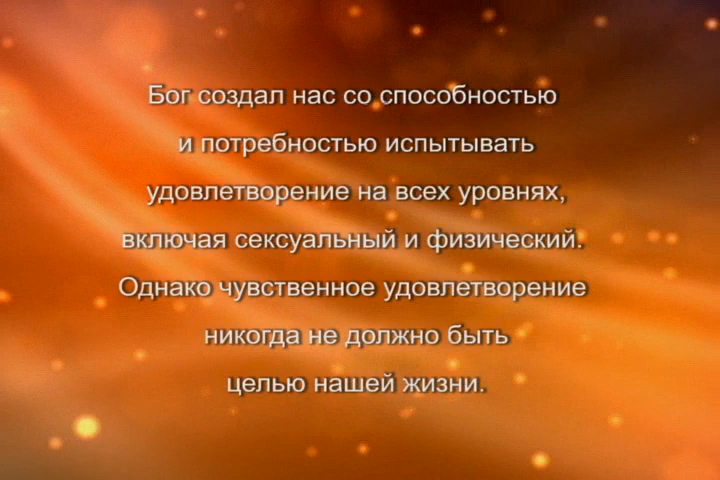 Бог создал нас со способностью
и потребностью испытывать
удовлетворение на всех уровнях,
включая сексуальный и физический.
Однако чувственное удовлетворение
никогда не должно быть
целью нашей жизни.